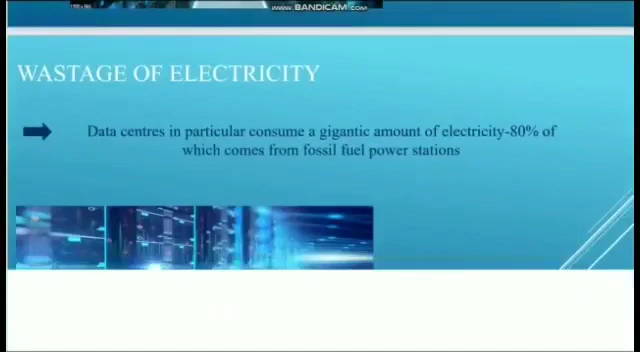 www.BANDICAM.com
WASTAGE OF ELECTRICITY
Data centres in particular consume a gigantic amount of electricity-80% of
which comes from fossil fuel power stations